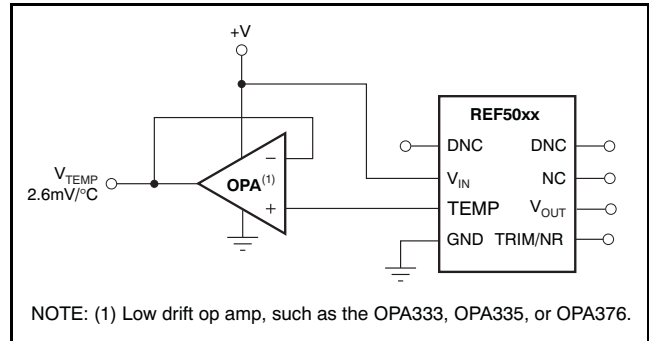 +V
REF50xx
DNC DNC
V_TEMP
2.6mV/°C
OPA(1)
−
+
V_IN NC
TEMP V_OUT
GND TRIM/NR
NOTE: (1) Low drift op amp, such as the OPA333, OPA335, or OPA376.